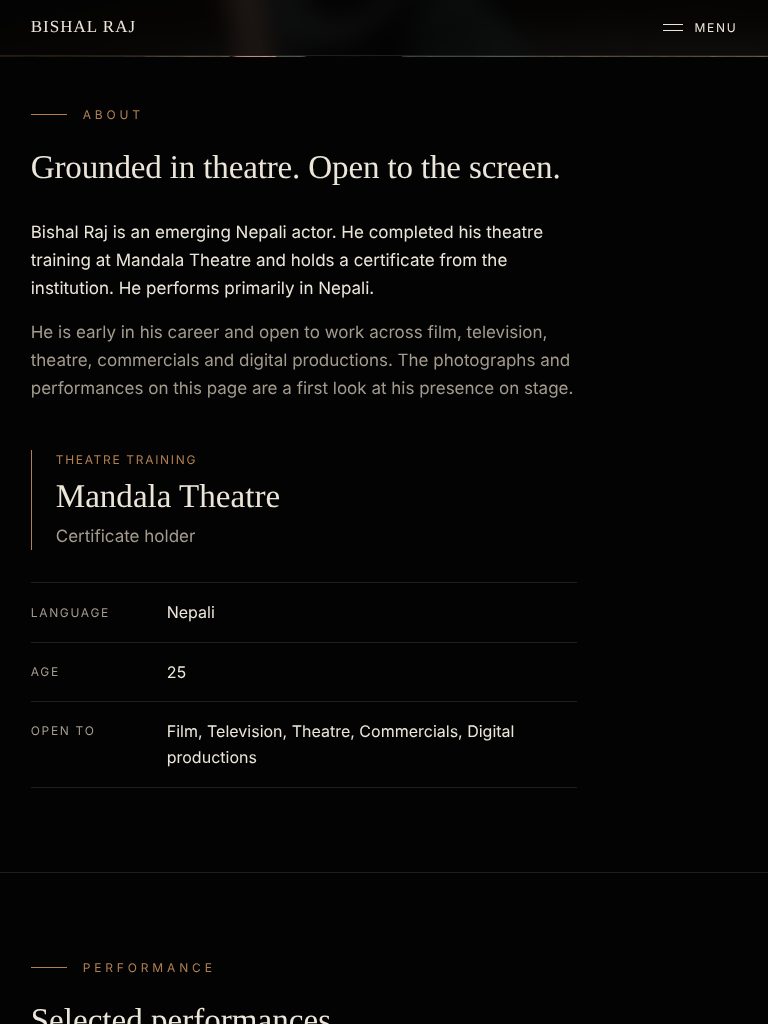 BISHAL RAJ
MENU
ABOUT
Grounded in theatre. Open to the screen.
Bishal Raj is an emerging Nepali actor. He completed his theatre
training at Mandala Theatre and holds a certificate from the
institution. He performs primarily in Nepali.
He is early in his career and open to work across film, television,
theatre, commercials and digital productions. The photographs and
performances on this page are a first look at his presence on stage.
THEATRE TRAINING
Mandala Theatre
Certificate holder
LANGUAGE Nepali
AGE 25
OPEN TO Film, Television, Theatre, Commercials, Digital
productions
PERFORMANCE
Selected performances